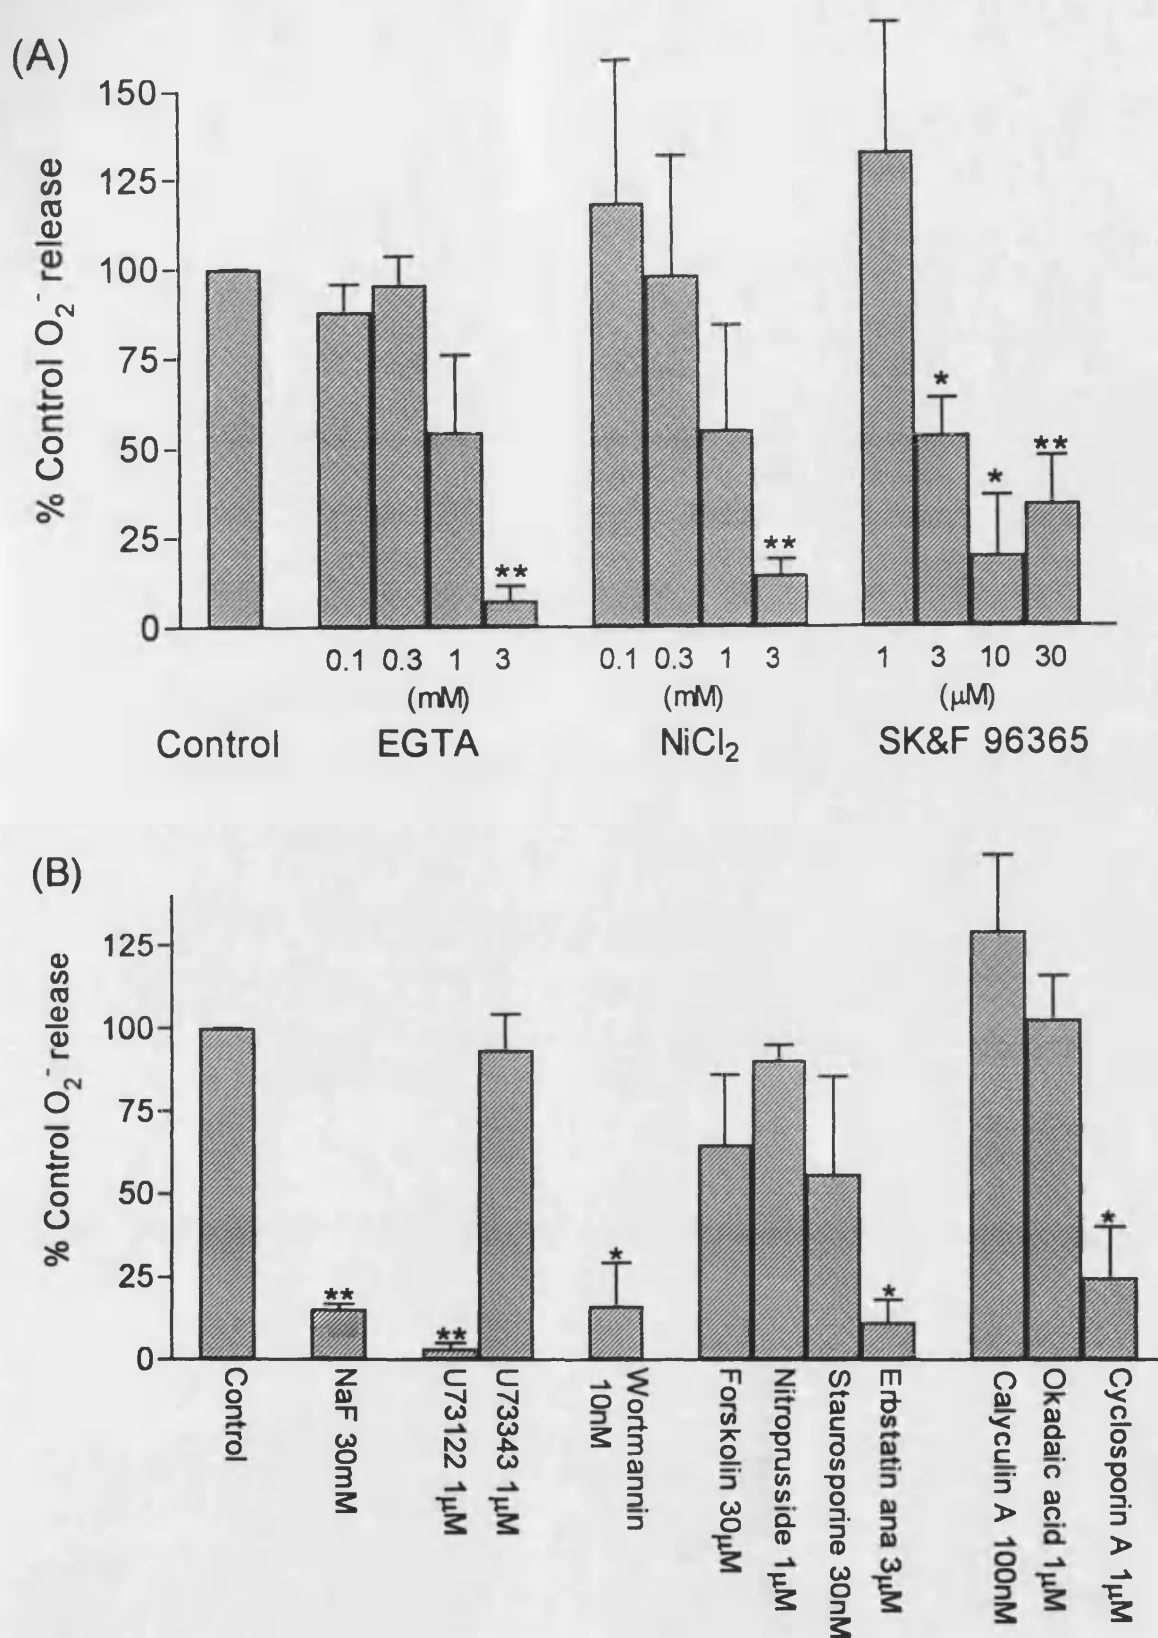 (A)
150
125
100
75
50
25
0
% Control O₂⁻ release
* 
**
*
**
**
0.1 0.3 1 3
0.1 0.3 1 3
1 3 10 30
(mM)
(mM)
(μM)
Control
EGTA
NiCl₂
SK&F 96365
(B)
125
100
75
50
25
0
% Control O₂⁻ release
**
**
*
*
*
Control
NaF 30mM
U73122 1μM
U73343 1μM
Wortmannin
10nM
Forskolin 30μM
Nitroprusside 1μM
Staurosporine 30nM
Erbstatin ana 3μM
Calyculin A 100nM
Okadaic acid 1μM
Cyclosporin A 1μM